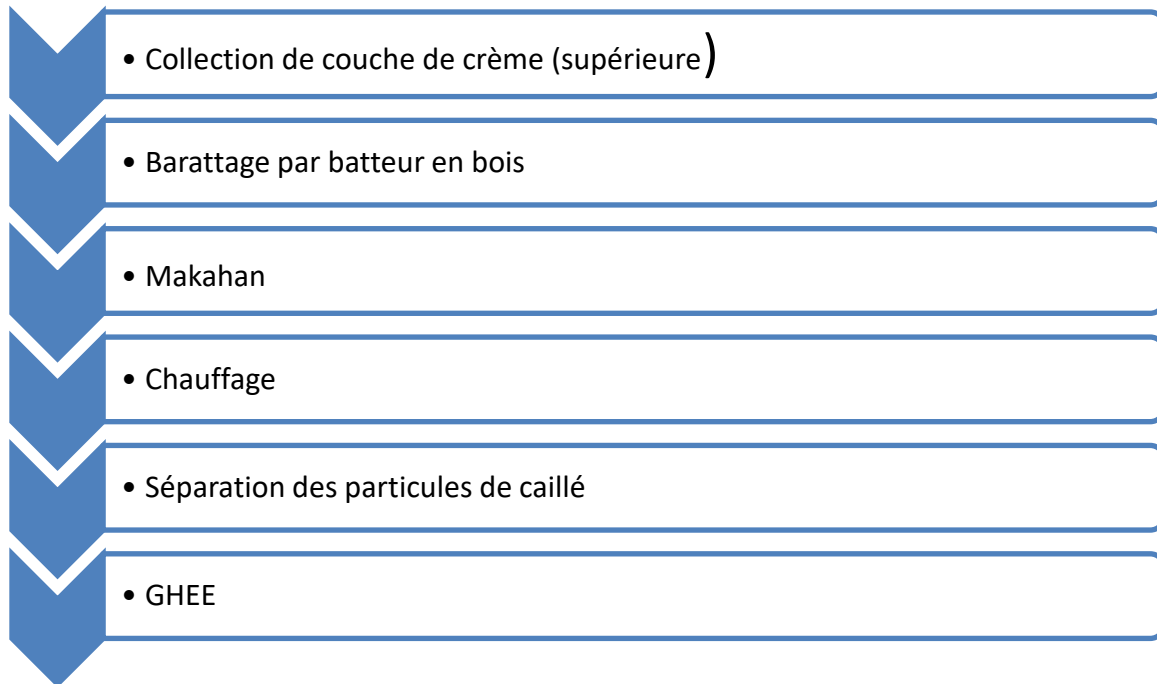 • Collection de couche de crème (supérieure)
• Barattage par batteur en bois
• Makahan
• Chauffage
• Séparation des particules de caillé
• GHEE